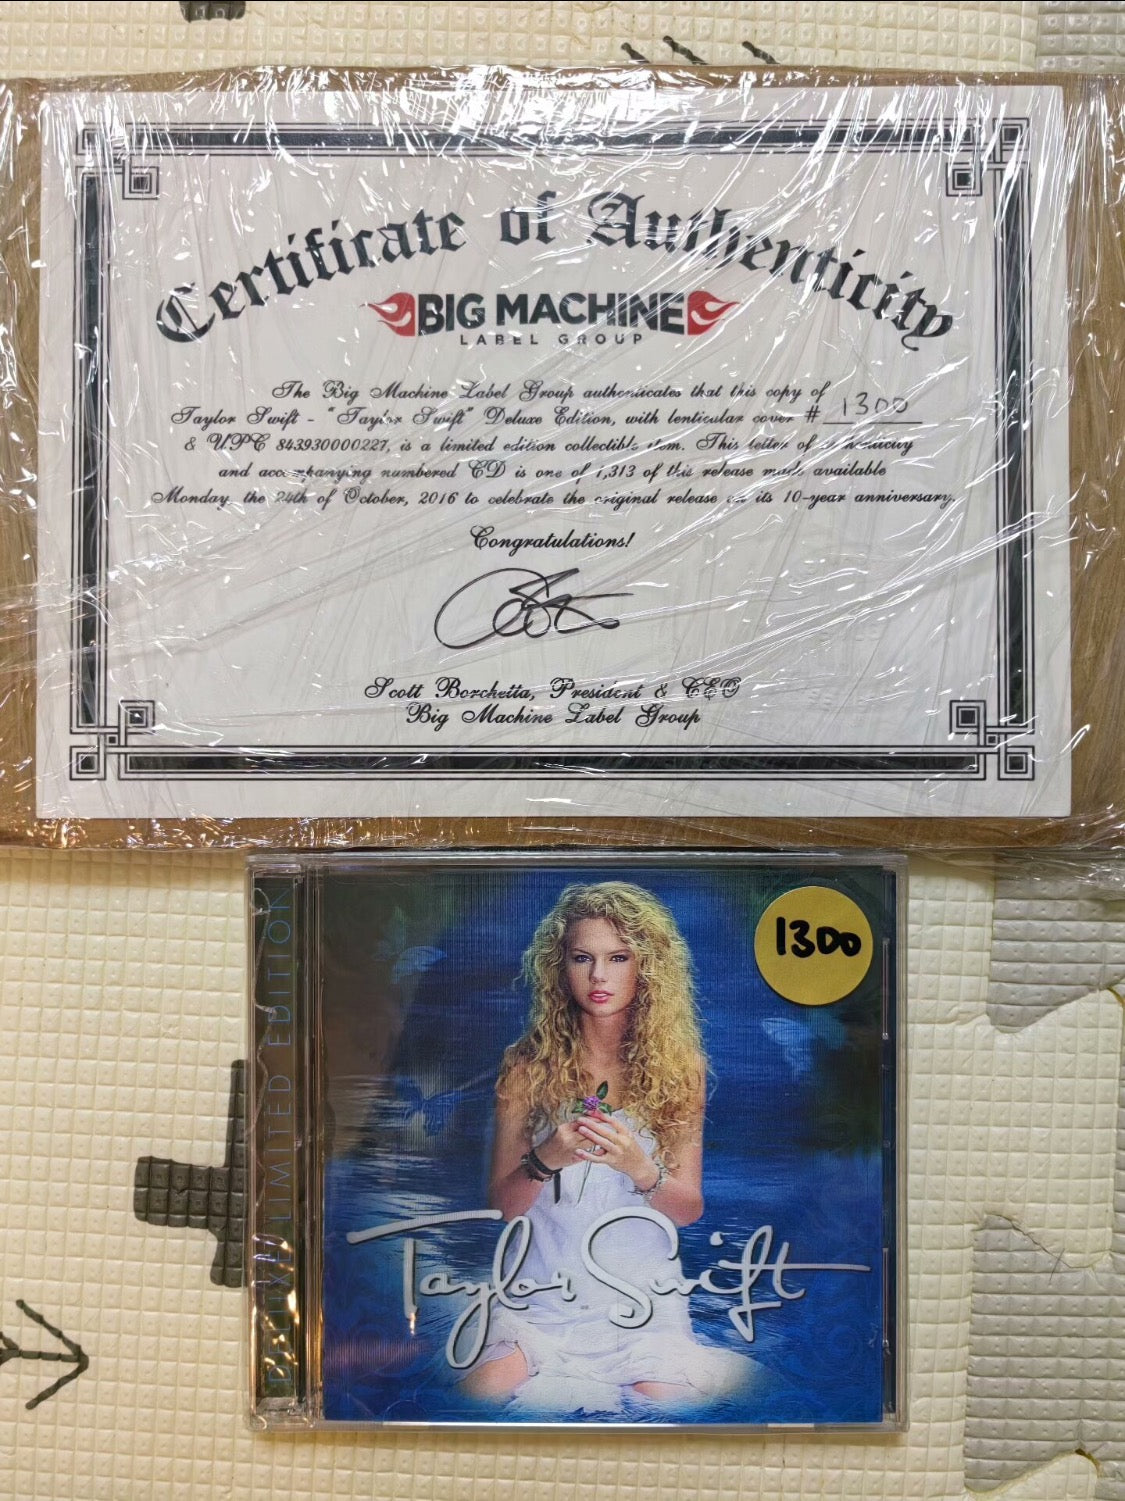 Certificate of Authenticity
BIG MACHINE
LABEL GROUP
The Big Machine Label Group authenticates that this copy of
Taylor Swift - "Taylor Swift" Deluxe Edition, with lenticular cover # 1300
& UPC 843930000227, is a limited edition collectible item. This letter of authenticity
and accompanying numbered CD is one of 1,313 of this release made available
Monday the 24th of October, 2016 to celebrate the original release on its 10-year anniversary.
Congratulations!
Scott Borchetta, President & CEO
Big Machine Label Group
DELUXE LIMITED EDITION
1300
Taylor Swift